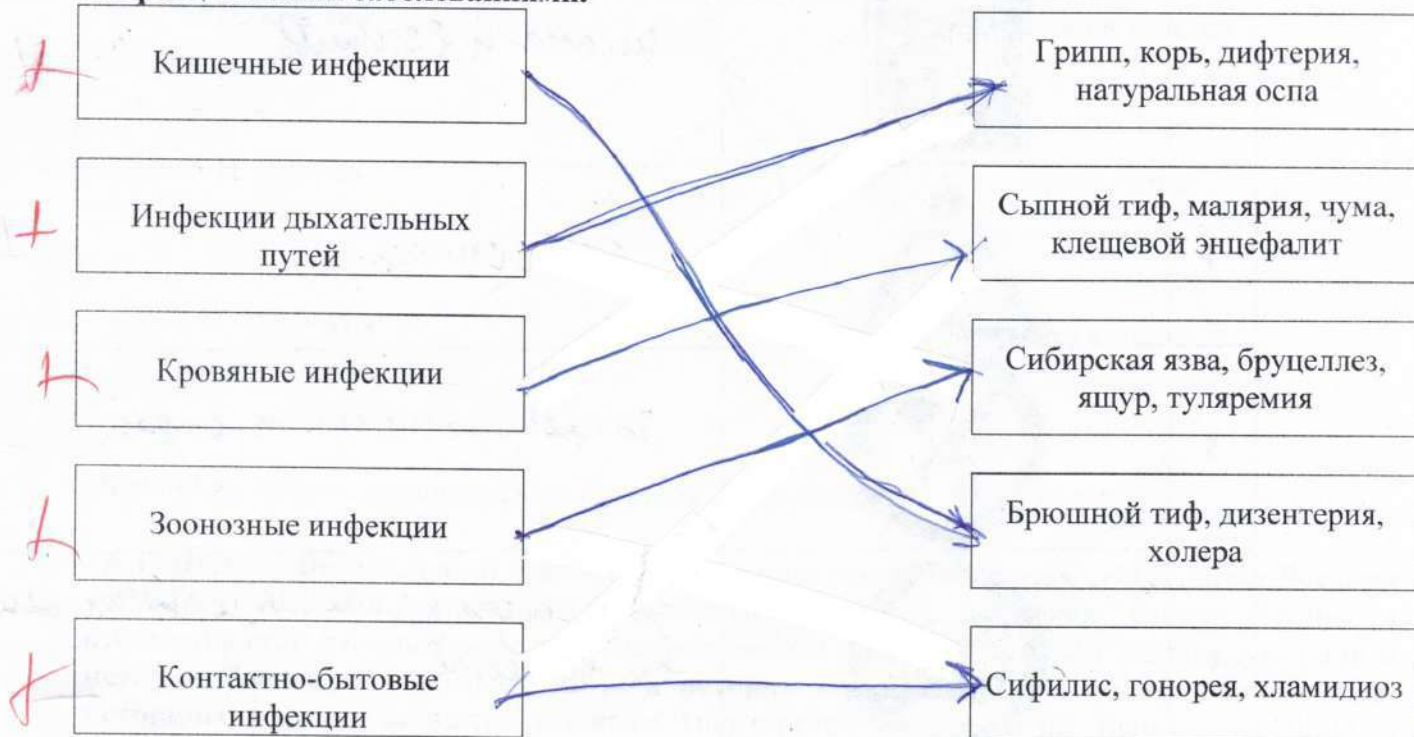 Кишечные инфекции
Грипп, корь, дифтерия,
натуральная оспа
Инфекции дыхательных
путей
Сыпной тиф, малярия, чума,
клещевой энцефалит
Кровяные инфекции
Сибирская язва, бруцеллез,
ящур, туляремия
Зоонозные инфекции
Брюшной тиф, дизентерия,
холера
Контактно-бытовые
инфекции
Сифилис, гонорея, хламидиоз